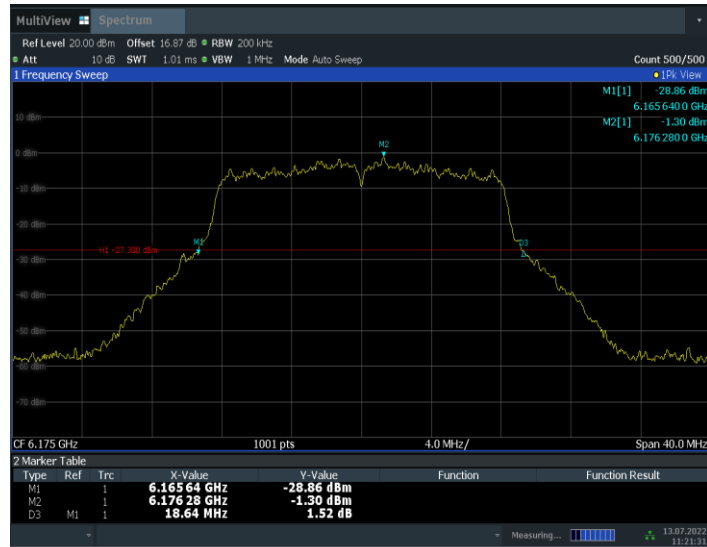 MultiView Spectrum
Ref Level 20.00 dBm Offset 16.87 dB RBW 200 kHz
Att 10 dB SWT 1.01 ms VBW 1 MHz Mode Auto Sweep Count 500/500
1 Frequency Sweep 1Pk View
M1[1] -28.86 dBm
6.165 640 0 GHz
M2[1] -1.30 dBm
6.176 280 0 GHz
10 dBm
M2
0 dBm
-10 dBm
-20 dBm
M1 D3
H1 -27.300 dBm
-30 dBm
-40 dBm
-50 dBm
-60 dBm
-70 dBm
CF 6.175 GHz 1001 pts 4.0 MHz/ Span 40.0 MHz
2 Marker Table
Type Ref Trc X-Value Y-Value Function Function Result
M1 1 6.165 64 GHz -28.86 dBm
M2 1 6.176 28 GHz -1.30 dBm
D3 M1 1 18.64 MHz 1.52 dB
Measuring... 13.07.2022
11:21:31